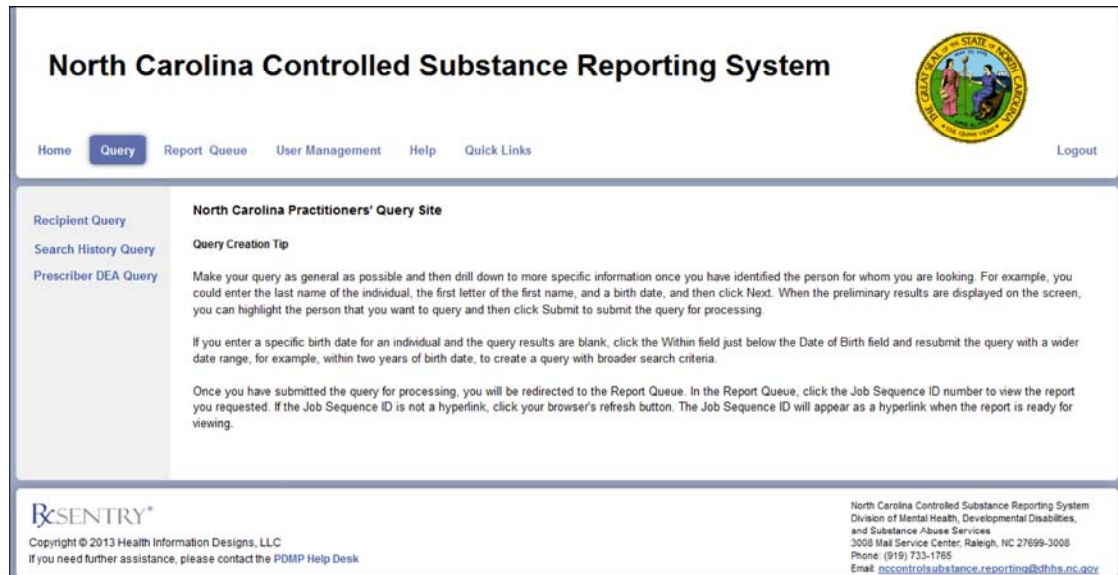 North Carolina Controlled Substance Reporting System
Home Query Report Queue User Management Help Quick Links Logout
Recipient Query
Search History Query
Prescriber DEA Query
North Carolina Practitioners' Query Site
Query Creation Tip
Make your query as general as possible and then drill down to more specific information once you have identified the person for whom you are looking. For example, you
could enter the last name of the individual, the first letter of the first name, and a birth date, and then click Next. When the preliminary results are displayed on the screen,
you can highlight the person that you want to query and then click Submit to submit the query for processing.
If you enter a specific birth date for an individual and the query results are blank, click the Within field just below the Date of Birth field and resubmit the query with a wider
date range, for example, within two years of birth date, to create a query with broader search criteria.
Once you have submitted the query for processing, you will be redirected to the Report Queue. In the Report Queue, click the Job Sequence ID number to view the report
you requested. If the Job Sequence ID is not a hyperlink, click your browser's refresh button. The Job Sequence ID will appear as a hyperlink when the report is ready for
viewing.
RxSENTRY®
Copyright © 2013 Health Information Designs, LLC
If you need further assistance, please contact the PDMP Help Desk
North Carolina Controlled Substance Reporting System
Division of Mental Health, Developmental Disabilities,
and Substance Abuse Services
3008 Mail Service Center, Raleigh, NC 27699-3008
Phone: (919) 733-1765
Email: nccontrolsubstance.reporting@dhhs.nc.gov
THE GREAT SEAL OF THE STATE OF NORTH CAROLINA